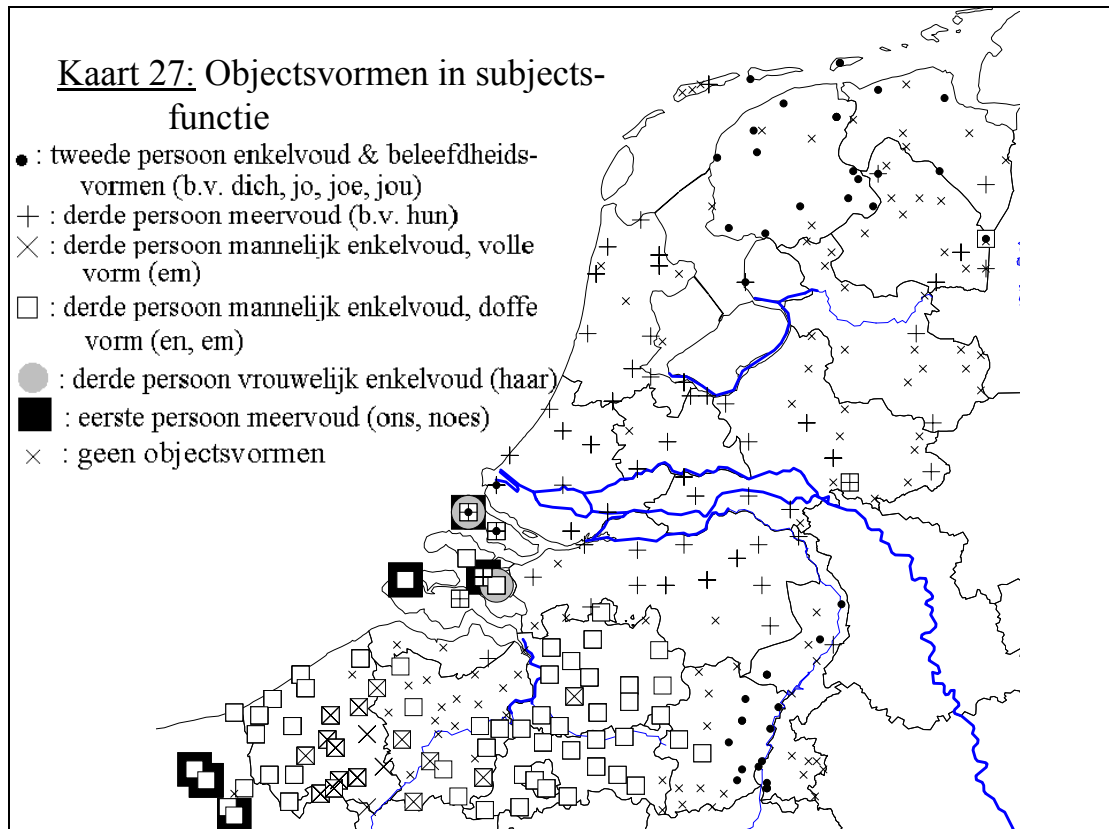 Kaart 27: Objectsvormen in subjects-
functie
: tweede persoon enkelvoud & beleefdheids-
vormen (b.v. dich, jo, joe, jou)
: derde persoon meervoud (b.v. hun)
: derde persoon mannelijk enkelvoud, volle
vorm (em)
: derde persoon mannelijk enkelvoud, doffe
vorm (en, em)
: derde persoon vrouwelijk enkelvoud (haar)
: eerste persoon meervoud (ons, noes)
: geen objectsvormen